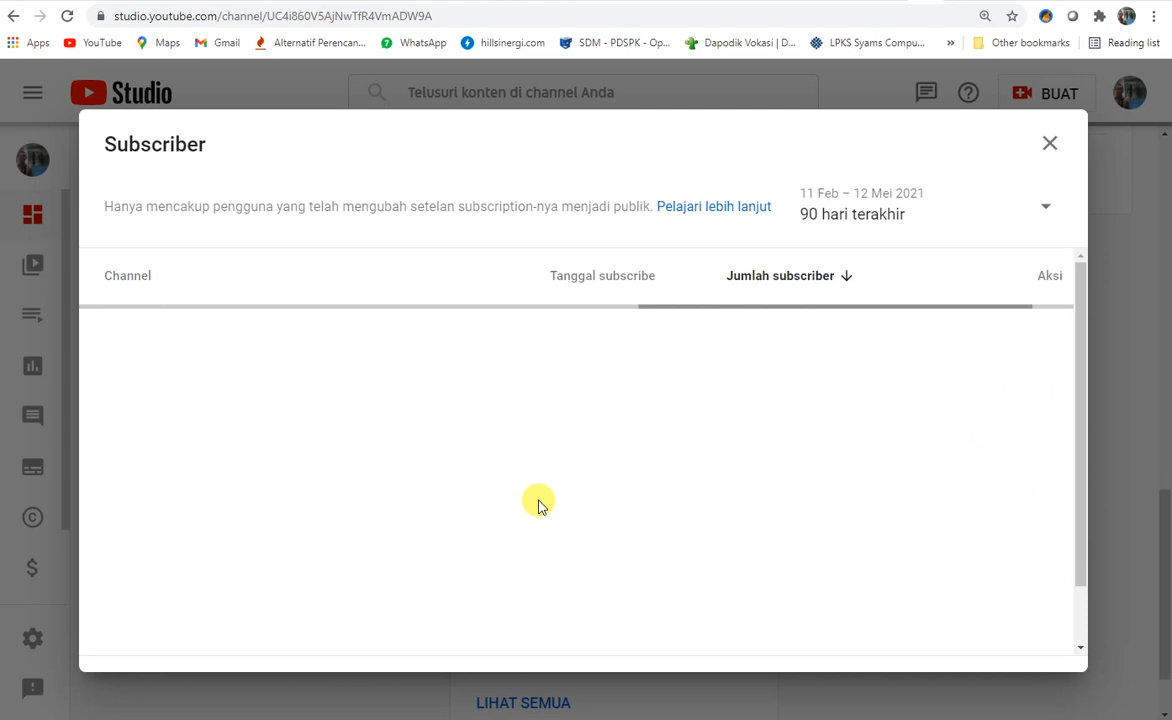 studio.youtube.com/channel/UC4i860V5AjNwTfR4VmADW9A
Apps YouTube Maps Gmail Alternatif Perencan... WhatsApp hillsinergi.com SDM - PDSPK - Op... Dapodik Vokasi | D... LPKS Syams Compu... » Other bookmarks Reading list
Studio Telusuri konten di channel Anda BUAT
Subscriber
11 Feb – 12 Mei 2021
Hanya mencakup pengguna yang telah mengubah setelan subscription-nya menjadi publik. Pelajari lebih lanjut
90 hari terakhir
Channel Tanggal subscribe Jumlah subscriber Aksi
LIHAT SEMUA